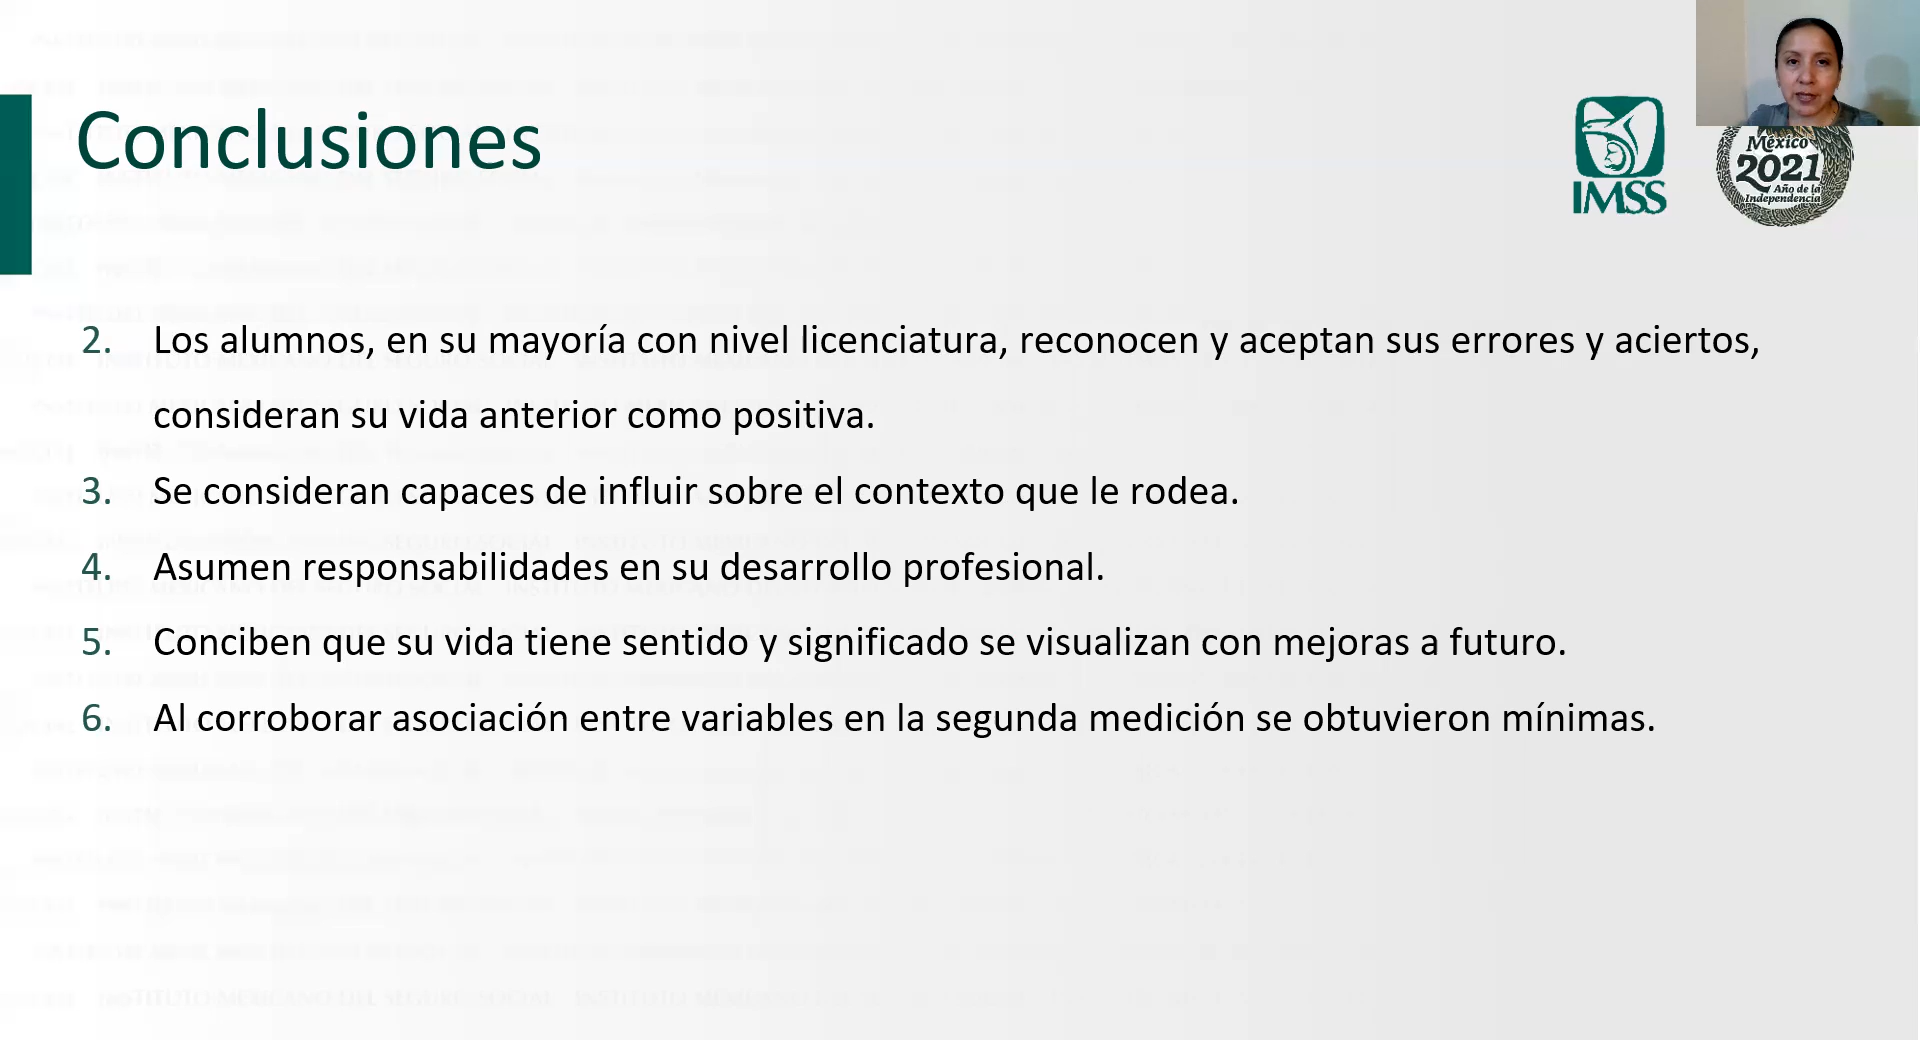 Conclusiones
IMSS
México
2021
Año de la
Independencia
2. Los alumnos, en su mayoría con nivel licenciatura, reconocen y aceptan sus errores y aciertos,
consideran su vida anterior como positiva.
3. Se consideran capaces de influir sobre el contexto que le rodea.
4. Asumen responsabilidades en su desarrollo profesional.
5. Conciben que su vida tiene sentido y significado se visualizan con mejoras a futuro.
6. Al corroborar asociación entre variables en la segunda medición se obtuvieron mínimas.